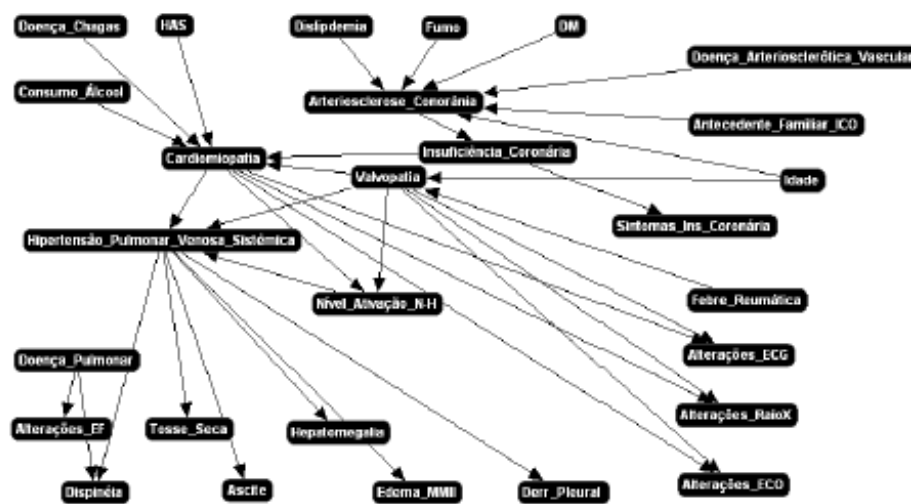 Doença_Chagas
HAS
Dislipdemia
Fumo
DM
Doença_Arteriosclerótica_Vascular
Consumo_Álcool
Arteriosclerose_Conorânia
Antecedente_Familiar_ICO
Cardiomiopatia
Insuficiência_Coronária
Valvopatia
Idade
Sintomas_Ins_Coronária
Hipertensão_Pulmonar_Venosa_Sistêmica
Nível_Ativação_N-H
Febre_Reumática
Doença_Pulmonar
Alterações_ECG
Alterações_EF
Tosse_Seca
Hepatomegalia
Alterações_RaioX
Dispinéia
Ascite
Edema_MMII
Derr_Pleural
Alterações_ECO